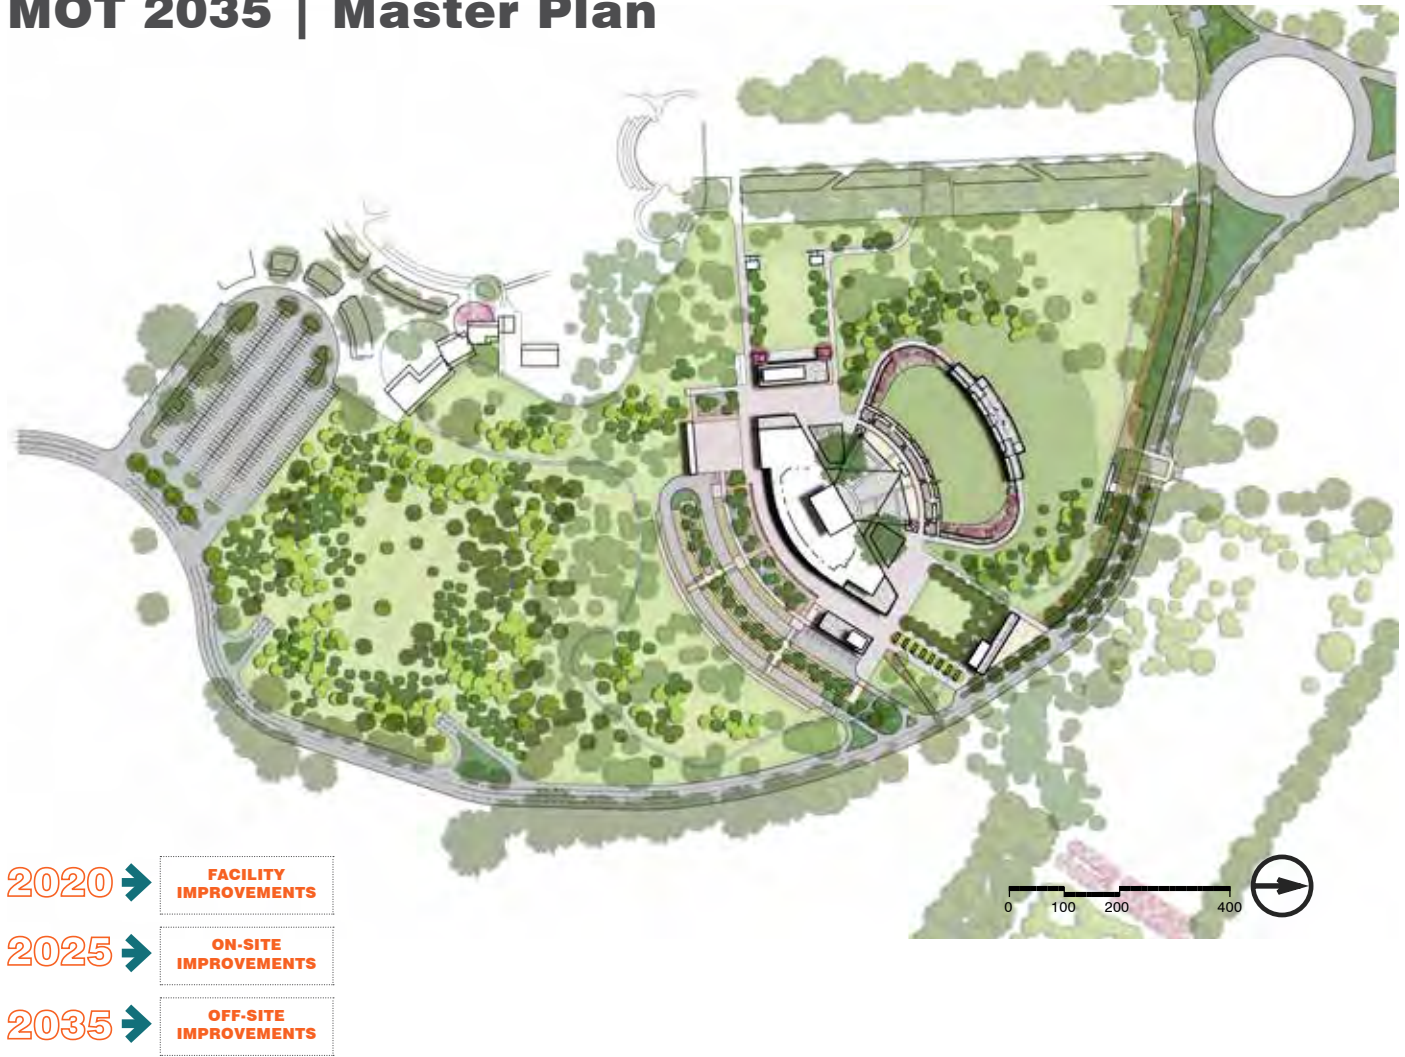 MOT 2035 | Master Plan
0 100 200 400
2020 FACILITY
IMPROVEMENTS
2025 ON-SITE
IMPROVEMENTS
2035 OFF-SITE
IMPROVEMENTS